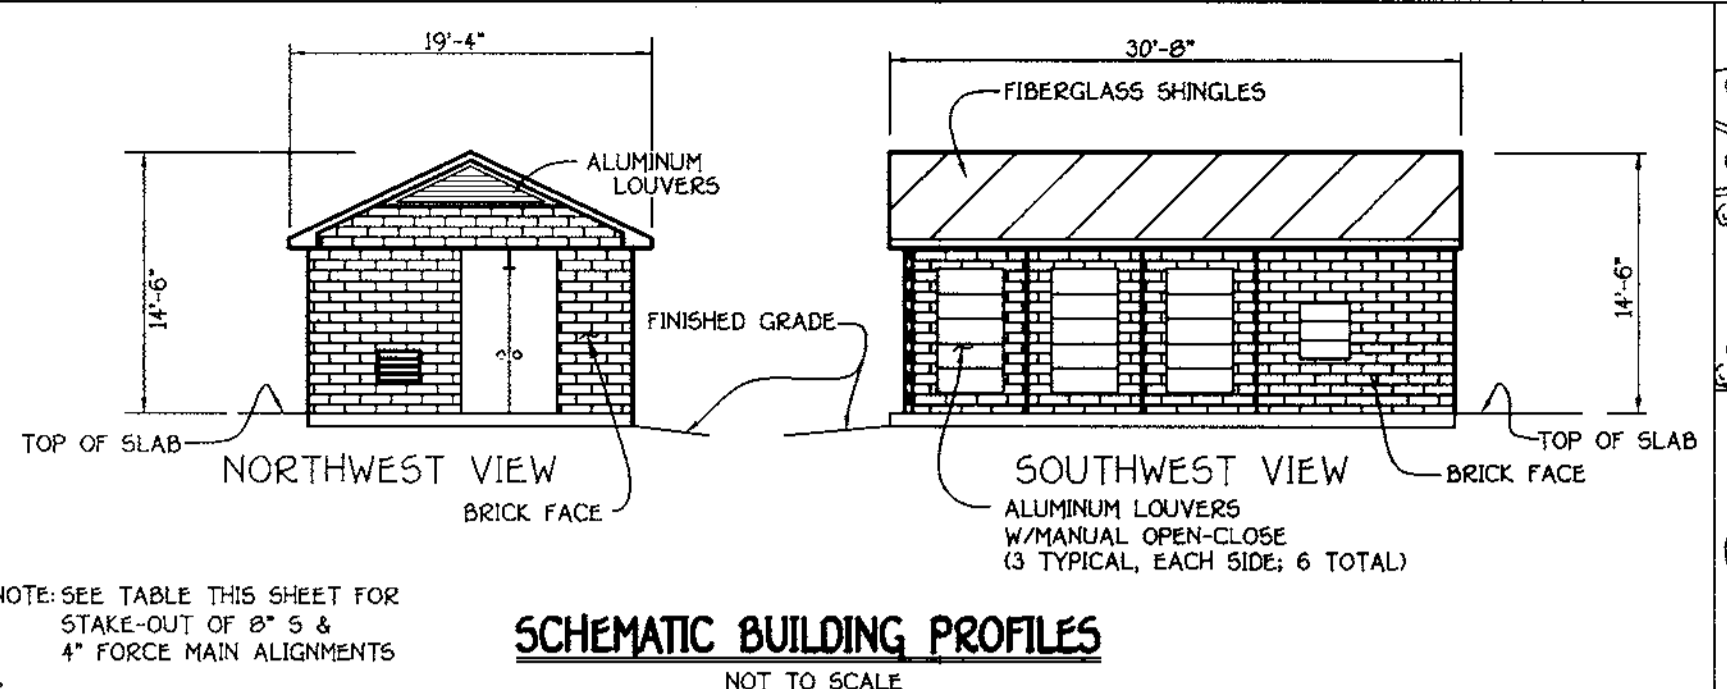 19'-4"
30'-8"
FIBERGLASS SHINGLES
ALUMINUM
LOUVERS
14'-6"
14'-6"
FINISHED GRADE
TOP OF SLAB
TOP OF SLAB
NORTHWEST VIEW
SOUTHWEST VIEW
BRICK FACE
BRICK FACE
ALUMINUM LOUVERS
W/MANUAL OPEN-CLOSE
(3 TYPICAL, EACH SIDE; 6 TOTAL)
NOTE: SEE TABLE THIS SHEET FOR
STAKE-OUT OF 8" S &
4" FORCE MAIN ALIGNMENTS
SCHEMATIC BUILDING PROFILES
NOT TO SCALE